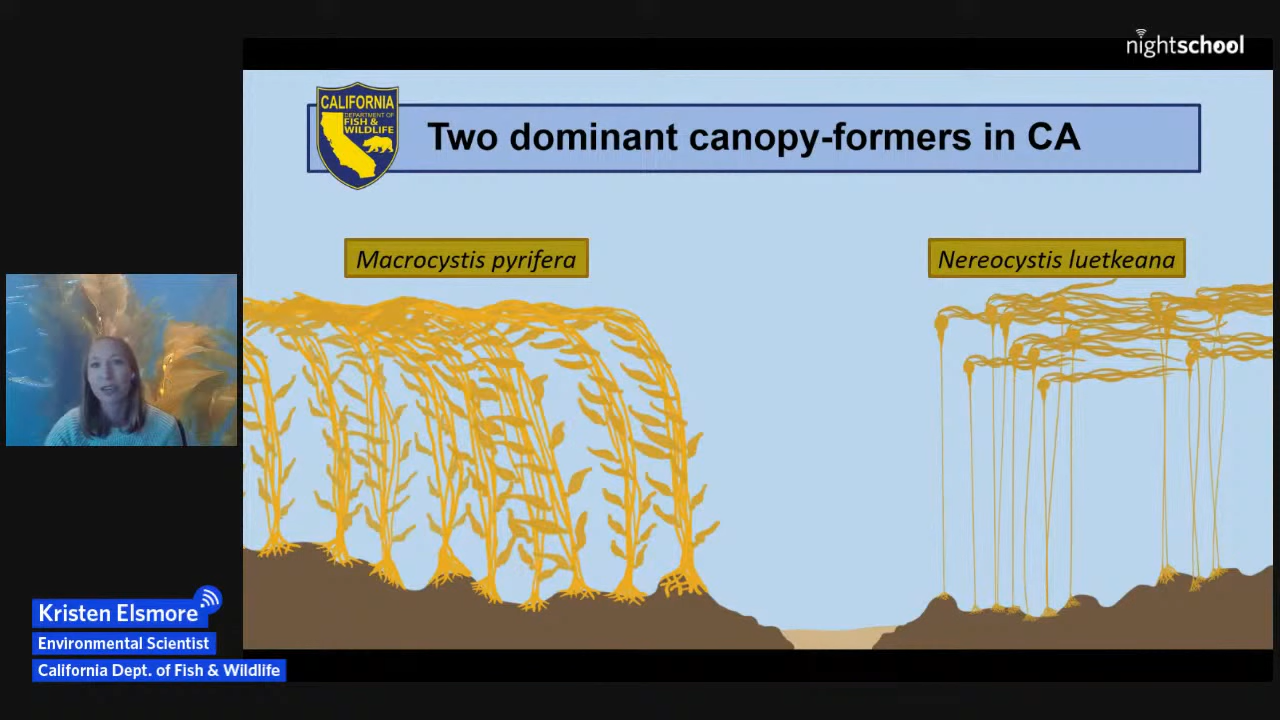 nightschool
CALIFORNIA
DEPARTMENT OF
FISH &
WILDLIFE
Two dominant canopy-formers in CA
Macrocystis pyrifera
Nereocystis luetkeana
Kristen Elsmore
Environmental Scientist
California Dept. of Fish & Wildlife